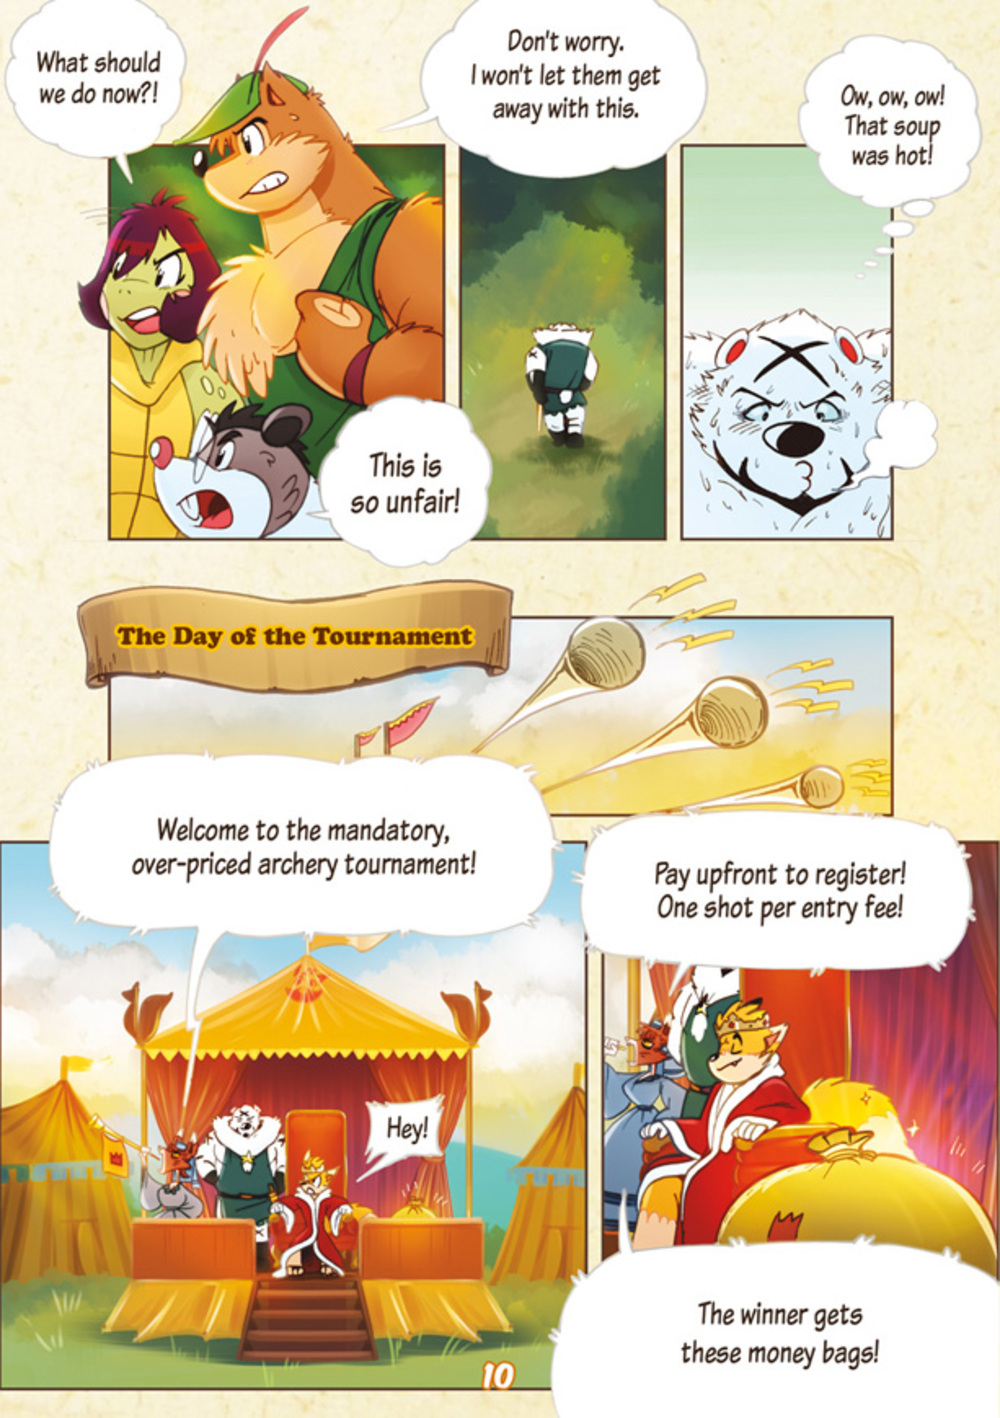 What should
we do now?!
Don't worry.
I won't let them get
away with this.
Ow, ow, ow!
That soup
was hot!
This is
so unfair!
The Day of the Tournament
Welcome to the mandatory,
over-priced archery tournament!
Hey!
Pay upfront to register!
One shot per entry fee!
The winner gets
these money bags!
10